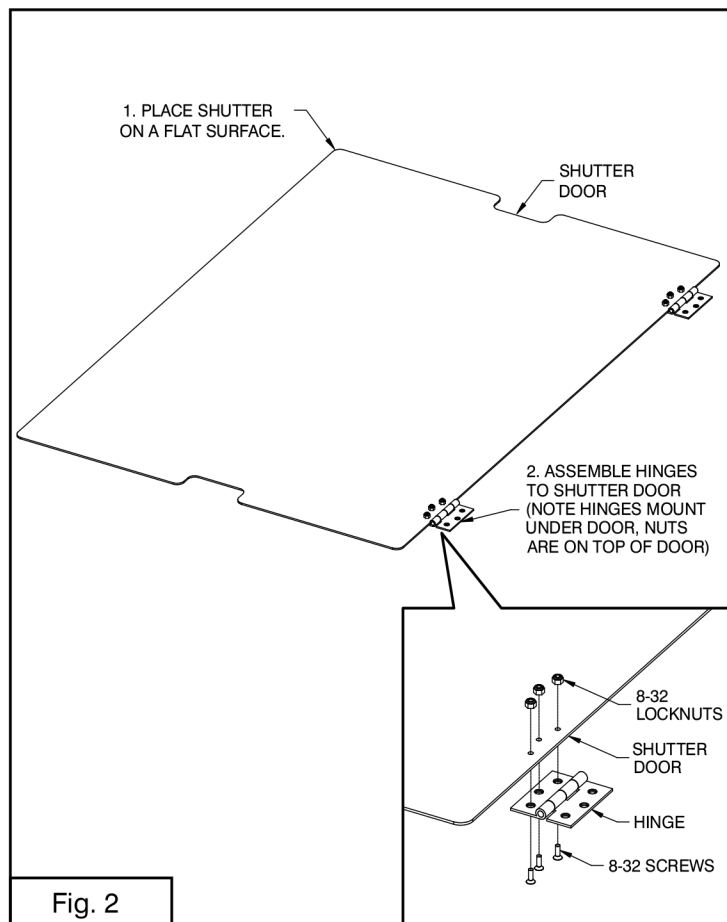 1. PLACE SHUTTER
ON A FLAT SURFACE.
SHUTTER
DOOR
2. ASSEMBLE HINGES
TO SHUTTER DOOR
(NOTE HINGES MOUNT
UNDER DOOR, NUTS
ARE ON TOP OF DOOR)
8-32
LOCKNUTS
SHUTTER
DOOR
HINGE
8-32 SCREWS
Fig. 2